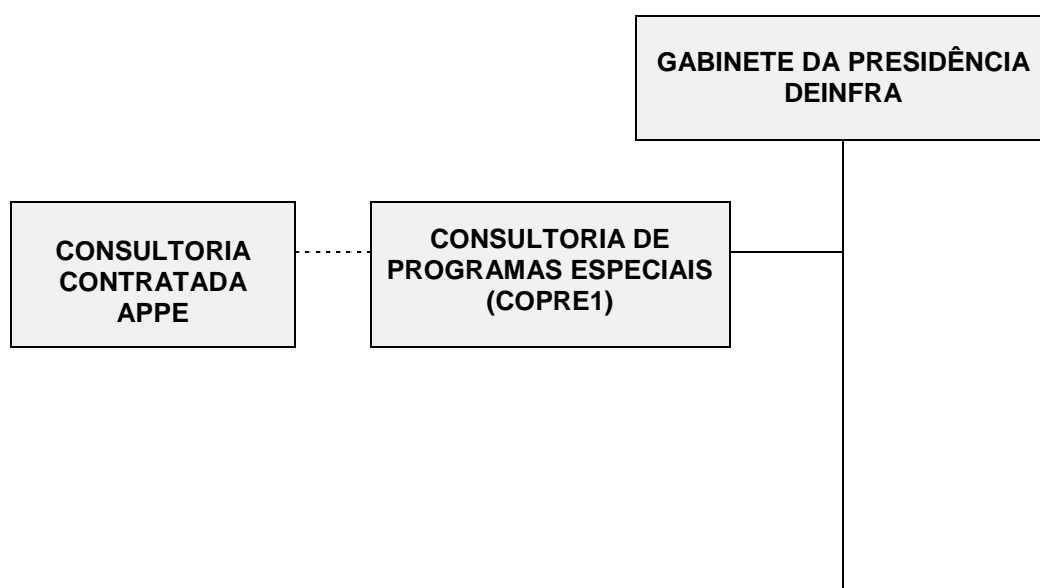 GABINETE DA PRESIDÊNCIA
DEINFRA
CONSULTORIA
CONTRATADA
APPE
CONSULTORIA DE
PROGRAMAS ESPECIAIS
(COPRE1)